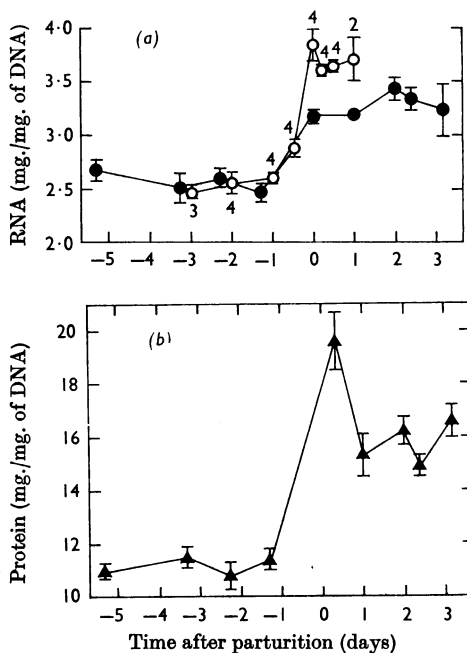 (a)
RNA (mg./mg. of DNA)
4·0
3·5
3·0
2·5
2·0
4
4 4
2
4
4
3
4
−5 −4 −3 −2 −1 0 1 2 3
(b)
Protein (mg./mg. of DNA)
20
18
16
14
12
10
−5 −4 −3 −2 −1 0 1 2 3
Time after parturition (days)